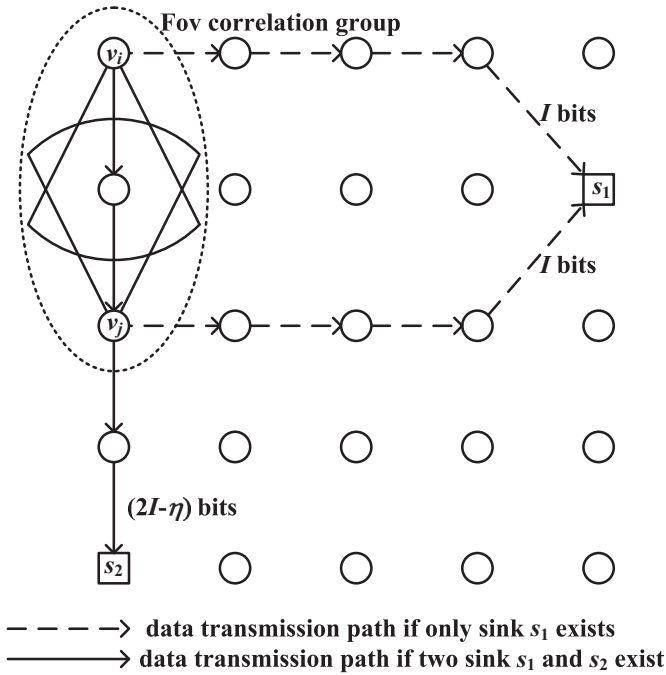 Fov correlation group
vᵢ
I bits
s₁
I bits
vⱼ
(2I-η) bits
s₂
data transmission path if only sink s₁ exists
data transmission path if two sink s₁ and s₂ exist